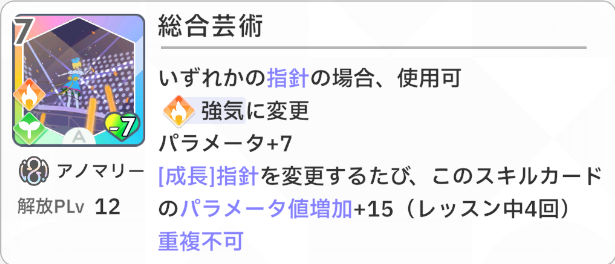 7
総合芸術
いずれかの指針の場合、使用可
強気に変更
パラメータ+7
[成長]指針を変更するたび、このスキルカード
のパラメータ値増加+15（レッスン中4回）
重複不可
A
-7
アノマリー
解放PLv 12